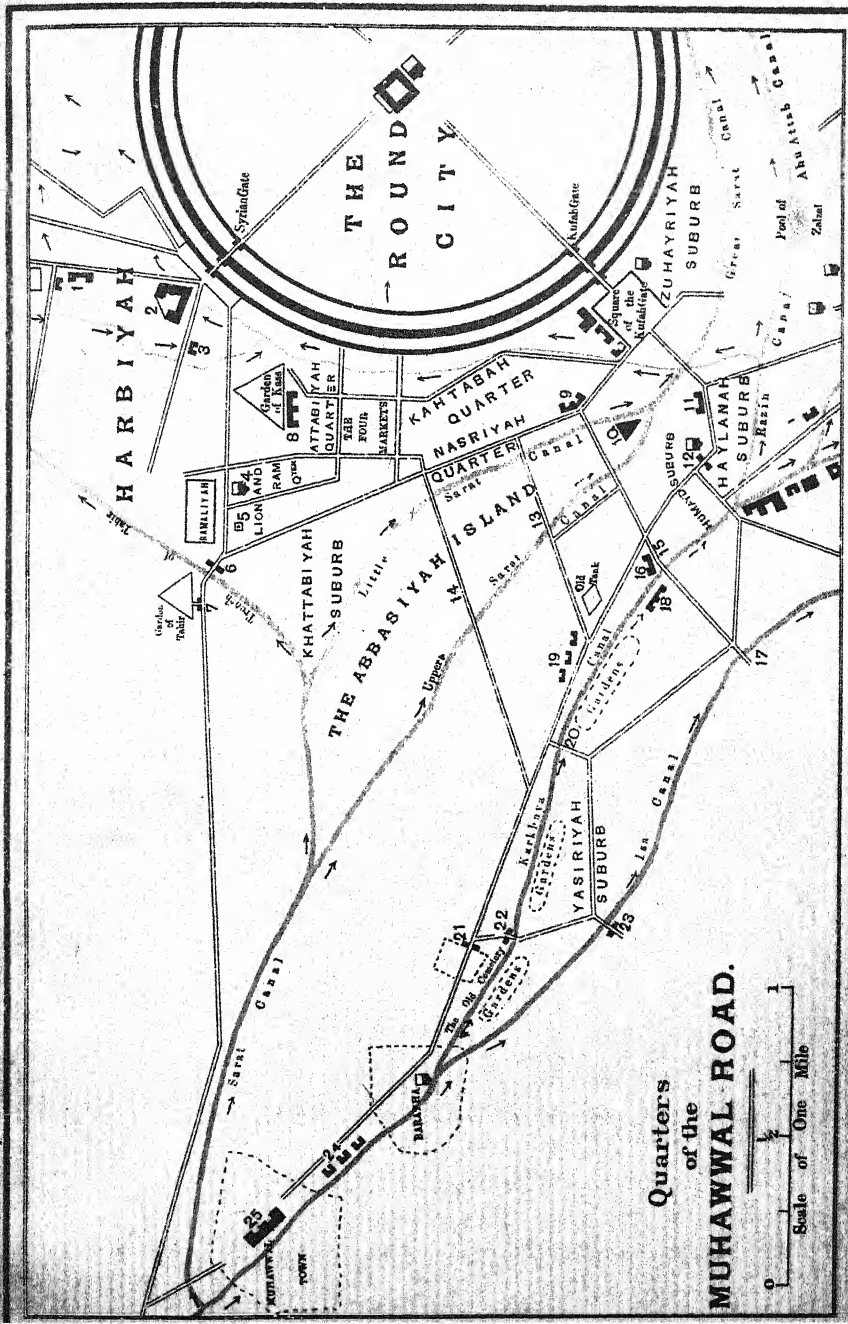 THE
ROUND
CITY
Syrian Gate
Kufah Gate
HARBIYAH
1
2
3
Garden
of Kass
8
ATTABIYAH
QUARTER
THE
FOUR
MARKETS
KAHTABAH
QUARTER
NASRIYAH
QUARTER
Square
of the
Kufah Gate
ZUHAYRIYAH
SUBURB
Great Sarat Canal
Pool of
Zalzal
Abu Attab Canal
RAMALIYAH
4
5
LION AND
RAM
QTER
6
7
Garden
of
Tahir
Trench of Tahir
KHATTABIYAH
SUBURB
Little Sarat Canal
THE ABBASIYAH ISLAND
Upper Sarat Canal
9
10
11
12
HAYLANAH
SUBURB
Razin Canal
HUMAYD SUBURB
13
14
Old
Tank
15
16
17
18
19
20
Karkhaya Canal
Gardens
Gardens
YASIRIYAH
SUBURB
Isa Canal
21
22
23
The Old Cemetery
Gardens
BARATHA
24
25
MUHAWWAL
TOWN
Sarat Canal
Quarters
of the
MUHAWWAL ROAD.
0 ½ 1
Scale of One Mile